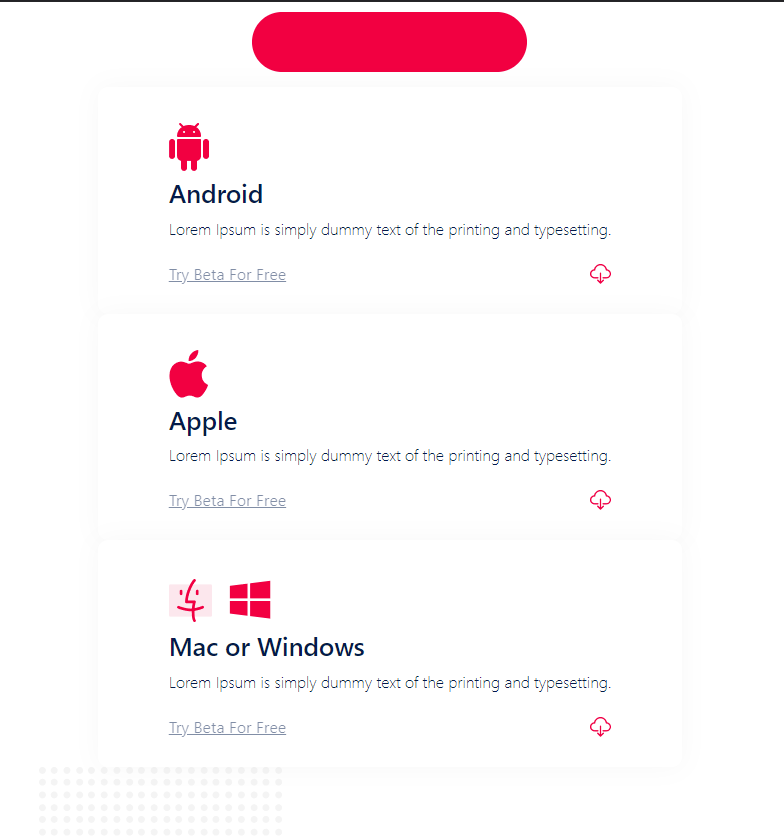 Android
Lorem Ipsum is simply dummy text of the printing and typesetting.
Try Beta For Free
Apple
Lorem Ipsum is simply dummy text of the printing and typesetting.
Try Beta For Free
Mac or Windows
Lorem Ipsum is simply dummy text of the printing and typesetting.
Try Beta For Free